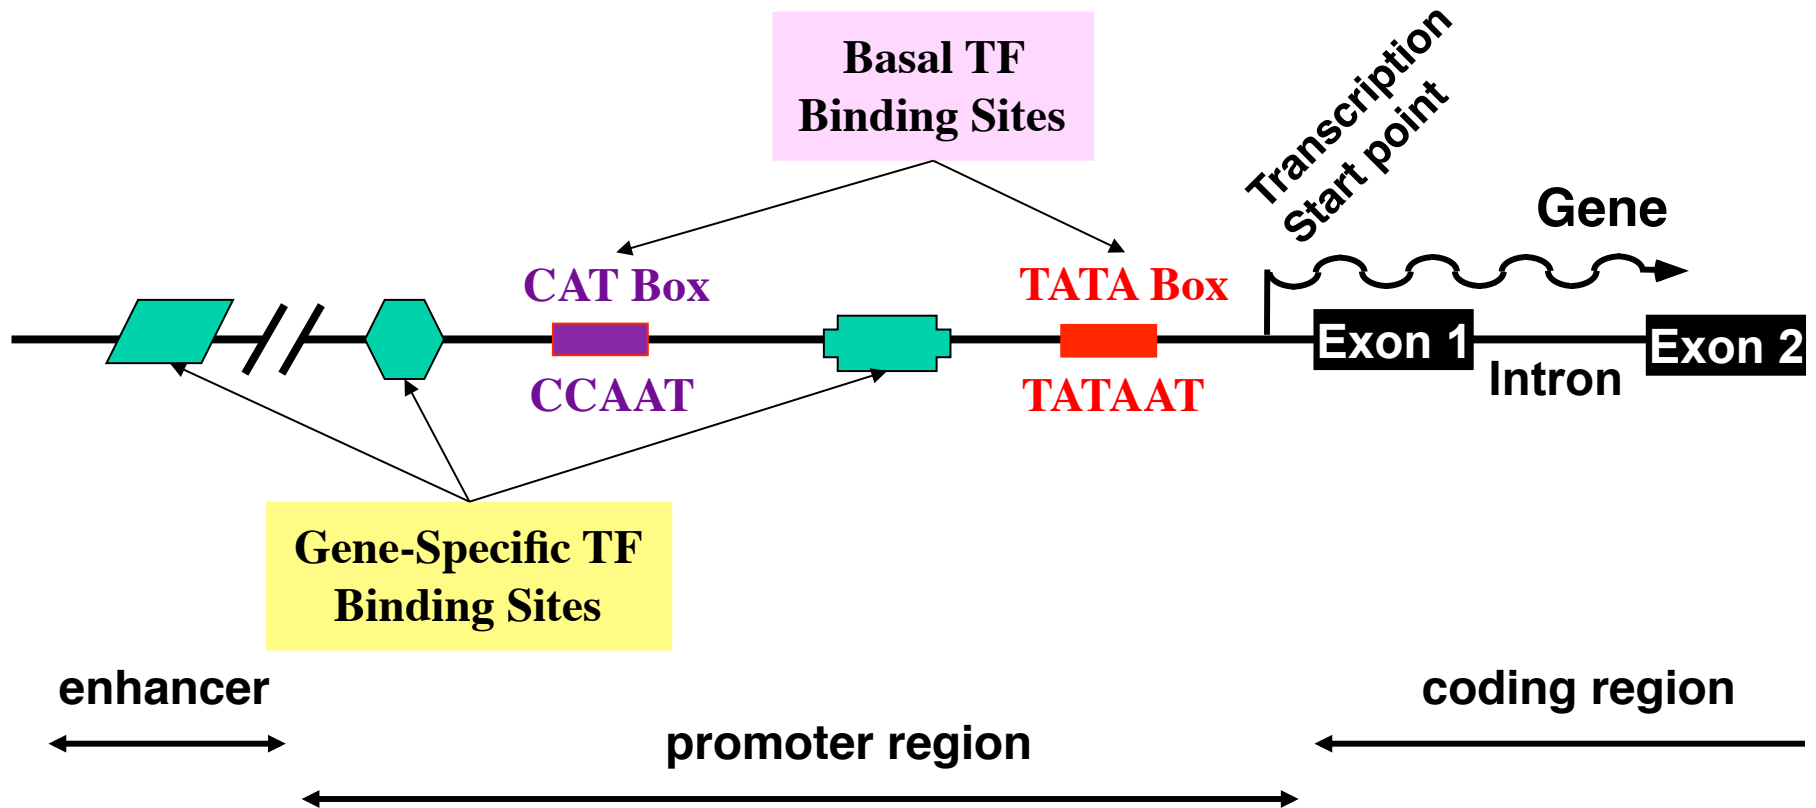 Basal TF
Binding Sites
Transcription
Start point
Gene
CAT Box
TATA Box
Exon 1
Exon 2
Intron
CCAAT
TATAAT
Gene-Specific TF
Binding Sites
enhancer
coding region
promoter region